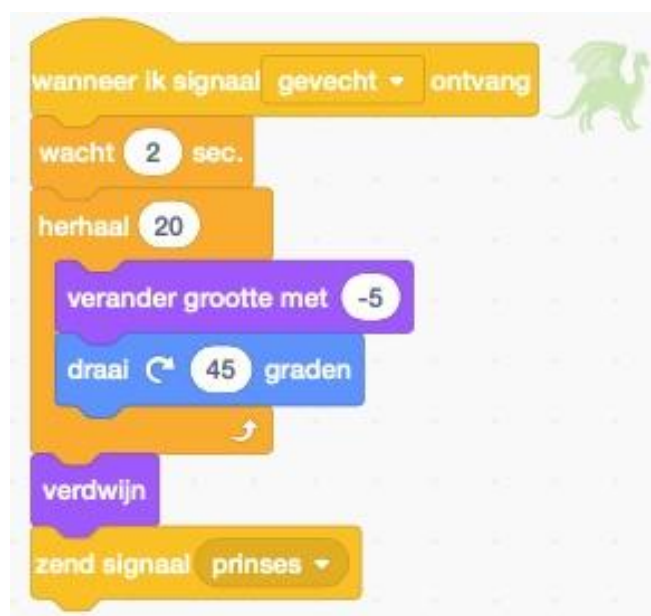 wanneer ik signaal gevecht ontvang
wacht 2 sec.
herhaal 20
verander grootte met -5
draai 45 graden
verdwijn
zend signaal prinses